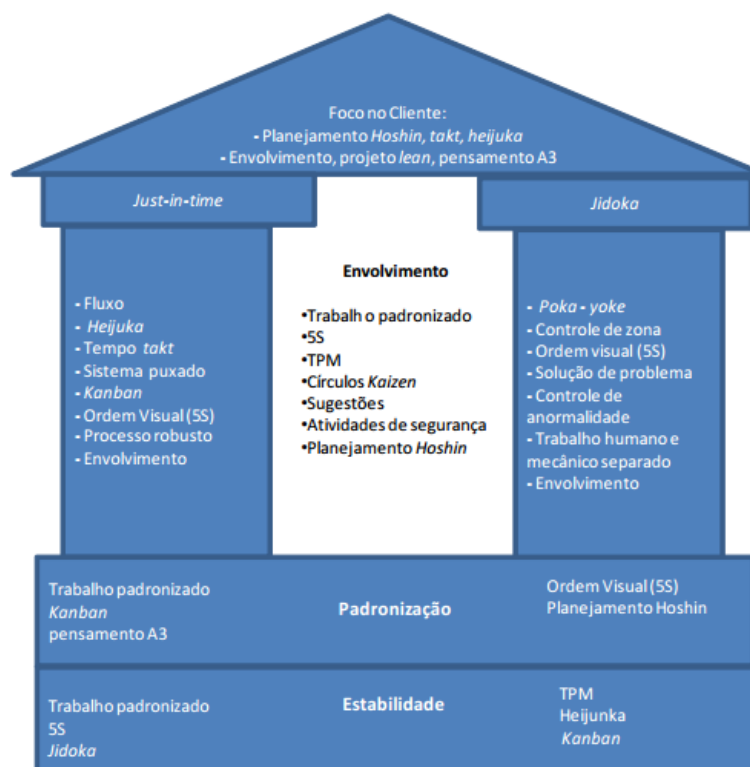 Foco no Cliente:
- Planejamento Hoshin, takt, heijuka
- Envolvimento, projeto lean, pensamento A3
Just-in-time
Jidoka
- Fluxo
- Heijuka
- Tempo takt
- Sistema puxado
- Kanban
- Ordem Visual (5S)
- Processo robusto
- Envolvimento
Envolvimento
•Trabalh o padronizado
•5S
•TPM
•Círculos Kaizen
•Sugestões
•Atividades de segurança
•Planejamento Hoshin
- Poka - yoke
- Controle de zona
- Ordem visual (5S)
- Solução de problema
- Controle de
anormalidade
- Trabalho humano e
mecânico separado
- Envolvimento
Trabalho padronizado
Kanban
pensamento A3
Padronização
Ordem Visual (5S)
Planejamento Hoshin
Trabalho padronizado
5S
Jidoka
Estabilidade
TPM
Heijunka
Kanban